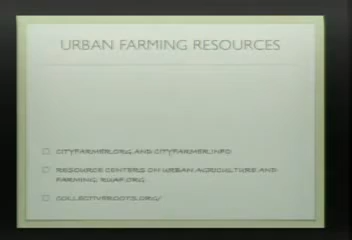 URBAN FARMING RESOURCES
CITYFARMER.ORG AND CITYFARMER.INFO
RESOURCE CENTERS ON URBAN AGRICULTURE AND
FARMING RUAF.ORG
COLLECTIVEROOTS.ORG/